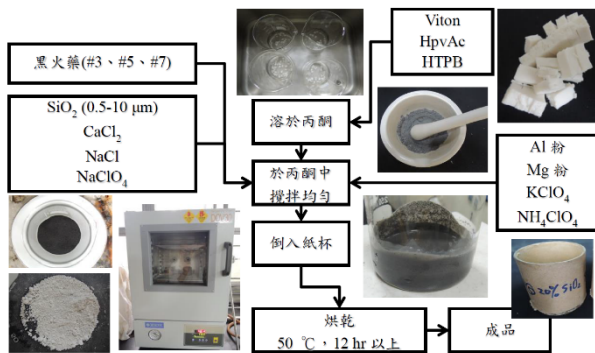 黑火藥(#3、#5、#7)
SiO₂ (0.5-10 μm)
CaCl₂
NaCl
NaClO₄
Viton
HpvAc
HTPB
溶於丙酮
於丙酮中
攪拌均勻
倒入紙杯
Al 粉
Mg 粉
KClO₄
NH₄ClO₄
20% SiO₂
烘乾
50 ℃，12 hr 以上
成品